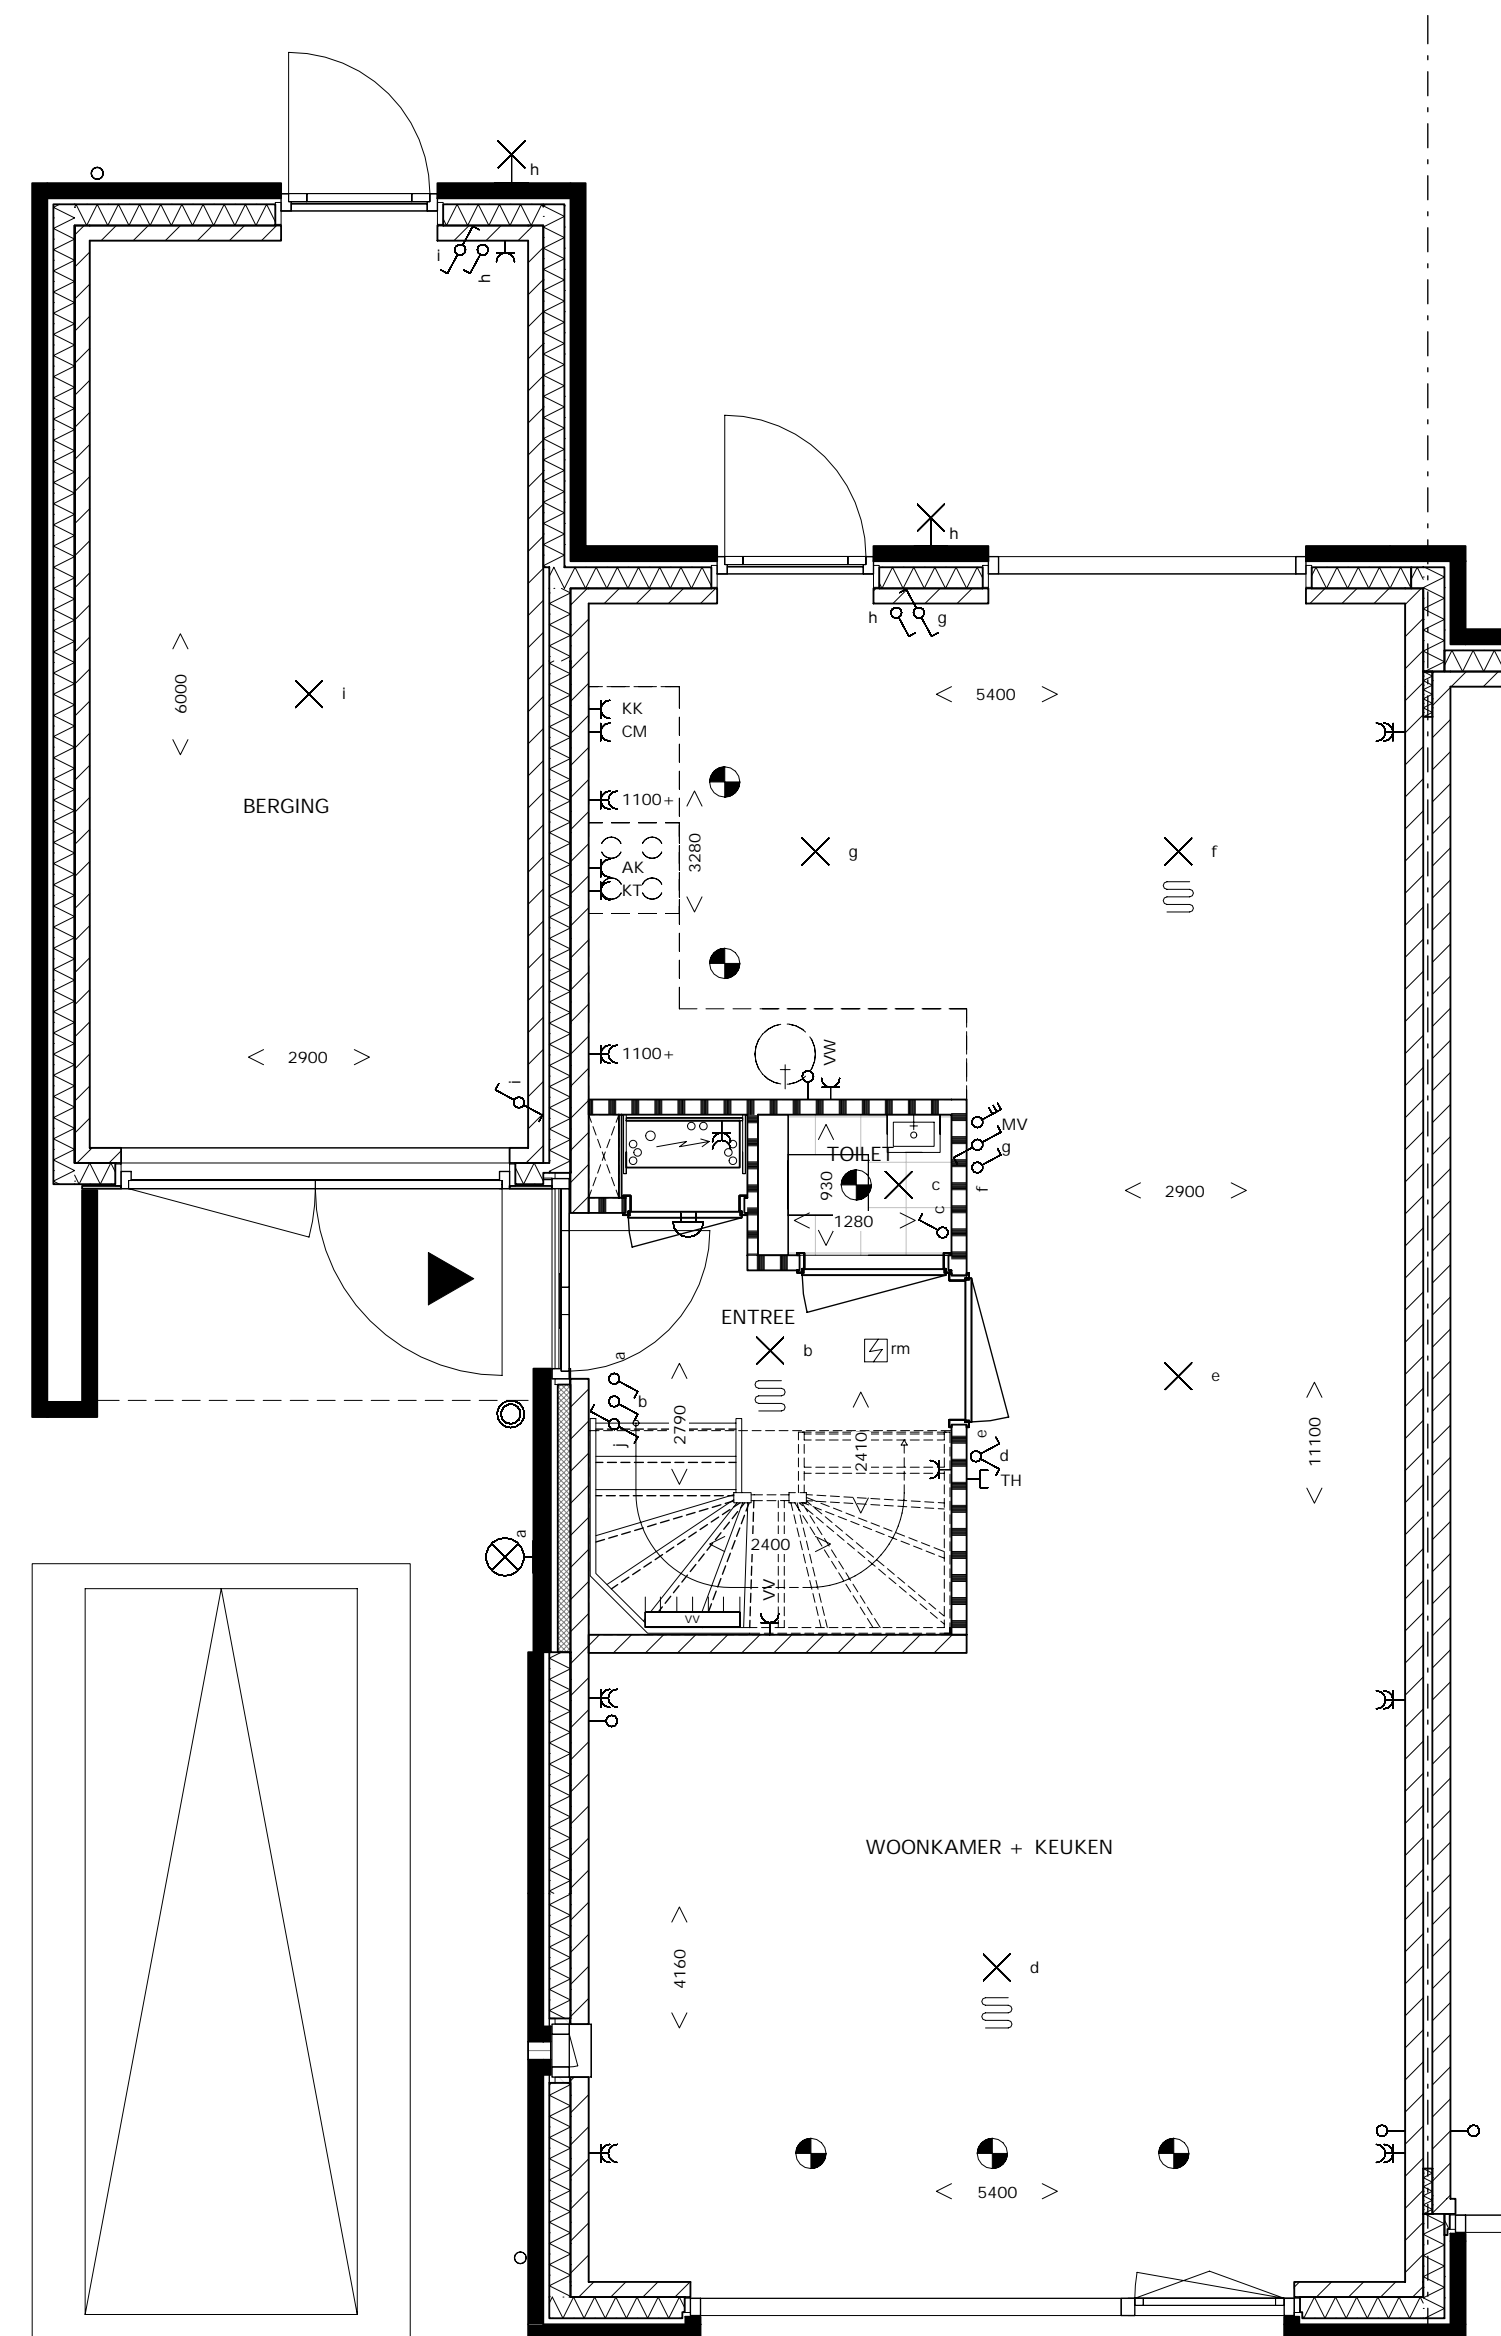 h
i
h
h
h
g
6000
i
5400
KK
CM
BERGING
1100+
3280
g
f
AK
KT
2900
1100+
VW
i
MV
TOILET
g
930
c
f
2900
1280
c
ENTREE
a
b
rm
e
b
2790
j
2410
e
d
TH
11100
2400
a
VV
vv
WOONKAMER + KEUKEN
4160
d
5400